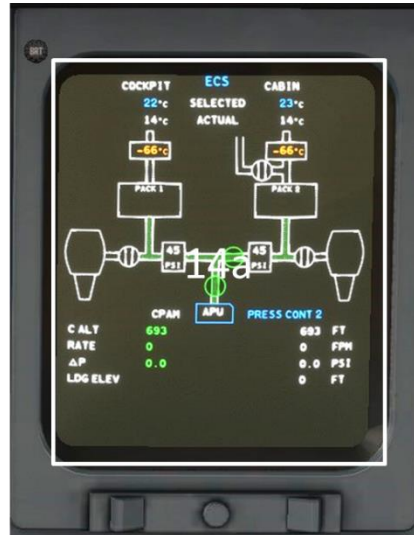 BRT
COCKPIT ECS CABIN
22°C SELECTED 23°C
14°C ACTUAL 14°C
-66°C -66°C
PACK 1 PACK 2
45 PSI 14a 45 PSI
CPAM APU PRESS CONT 2
C ALT 693 693 FT
RATE 0 0 FPM
ΔP 0.0 0.0 PSI
LDG ELEV 0 FT